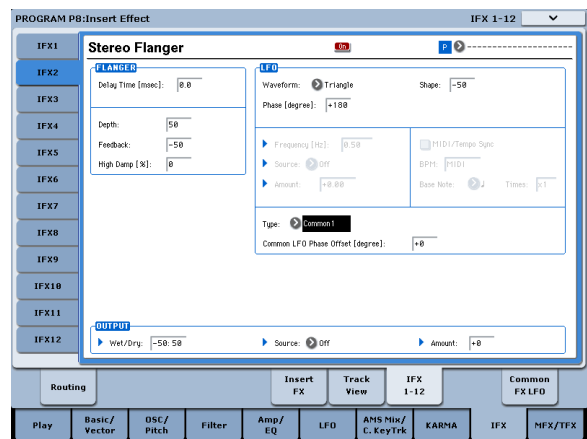 PROGRAM P8:Insert Effect IFX 1-12
IFX1 Stereo Flanger On P
IFX2 FLANGER LFO
Delay Time [msec]: 0.0 Waveform: Triangle Shape: -50
IFX3 Phase [degree]: +180
IFX4 Depth: 50
IFX5 Feedback: -50 Frequency [Hz]: 0.50 MIDI/Tempo Sync
High Damp [%]: 0 Source: Off BPM: MIDI
IFX6 Amount: +0.00 Base Note: ♩ Times: x1
IFX7
Type: Common1
IFX8 Common LFO Phase Offset [degree]: +0
IFX9
IFX10
IFX11
OUTPUT
IFX12 Wet/Dry: -50:50 Source: Off Amount: +0
Routing Insert FX Track View IFX 1-12 Common FX LFO
Play Basic/Vector OSC/Pitch Filter Amp/EQ LFO AMS Mix/C. KeyTrk KARMA IFX MFX/TFX